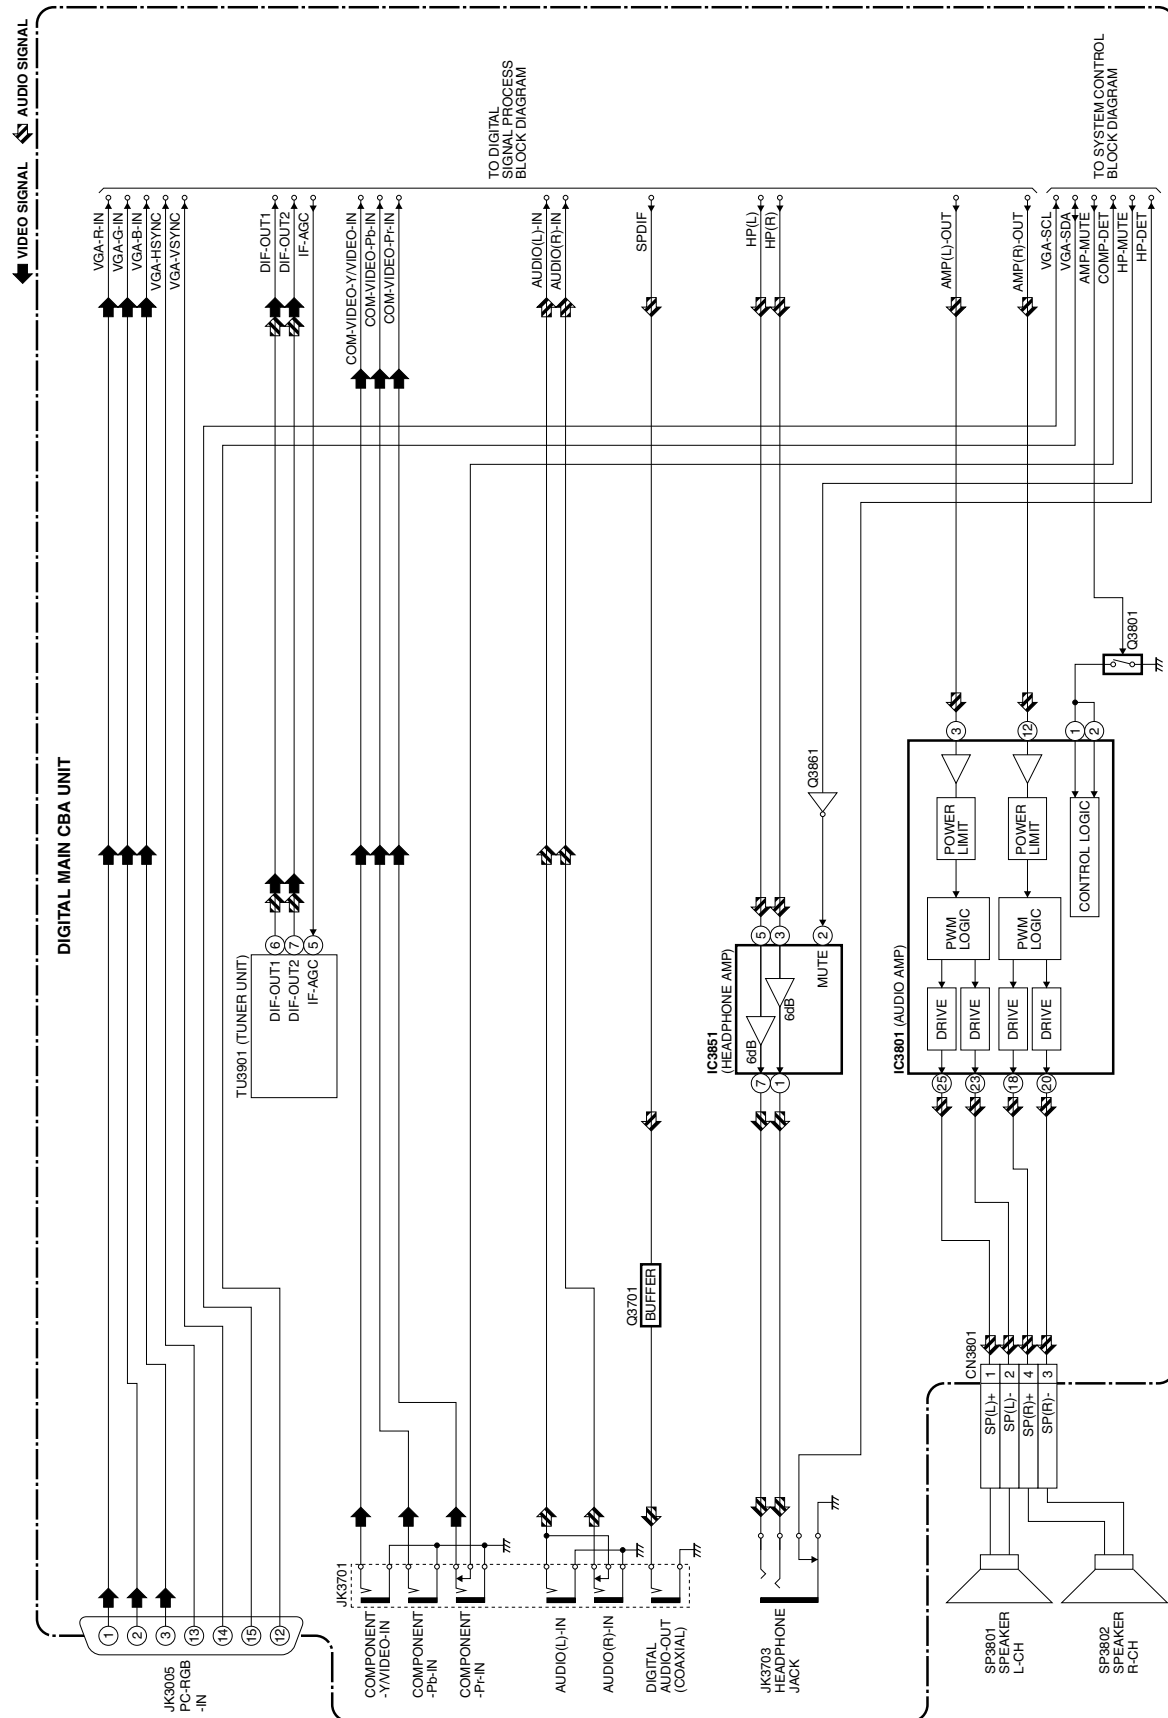 VIDEO SIGNAL
AUDIO SIGNAL
DIGITAL MAIN CBA UNIT
JK3005
PC-RGB
-IN
1
2
3
13
14
15
12
VGA-R-IN
VGA-G-IN
VGA-B-IN
VGA-HSYNC
VGA-VSYNC
TU3901 (TUNER UNIT)
DIF-OUT1
DIF-OUT2
IF-AGC
6
7
5
DIF-OUT1
DIF-OUT2
IF-AGC
TO DIGITAL
SIGNAL PROCESS
BLOCK DIAGRAM
JK3701
COMPONENT
-Y/VIDEO-IN
COMPONENT
-Pb-IN
COMPONENT
-Pr-IN
COM-VIDEO-Y/VIDEO-IN
COM-VIDEO-Pb-IN
COM-VIDEO-Pr-IN
AUDIO(L)-IN
AUDIO(R)-IN
AUDIO(L)-IN
AUDIO(R)-IN
DIGITAL
AUDIO-OUT
(COAXIAL)
Q3701
BUFFER
SPDIF
JK3703
HEADPHONE
JACK
IC3851
(HEADPHONE AMP)
7
1
6dB
6dB
5
3
2
MUTE
Q3861
HP(L)
HP(R)
SP3801
SPEAKER
L-CH
SP3802
SPEAKER
R-CH
CN3801
SP(L)+
1
SP(L)-
2
SP(R)+
4
SP(R)-
3
IC3801 (AUDIO AMP)
25
23
18
20
DRIVE
DRIVE
DRIVE
DRIVE
PWM
LOGIC
PWM
LOGIC
POWER
LIMIT
POWER
LIMIT
CONTROL LOGIC
3
12
1
2
Q3801
AMP(L)-OUT
AMP(R)-OUT
VGA-SCL
VGA-SDA
AMP-MUTE
COMP-DET
HP-MUTE
HP-DET
TO SYSTEM CONTROL
BLOCK DIAGRAM